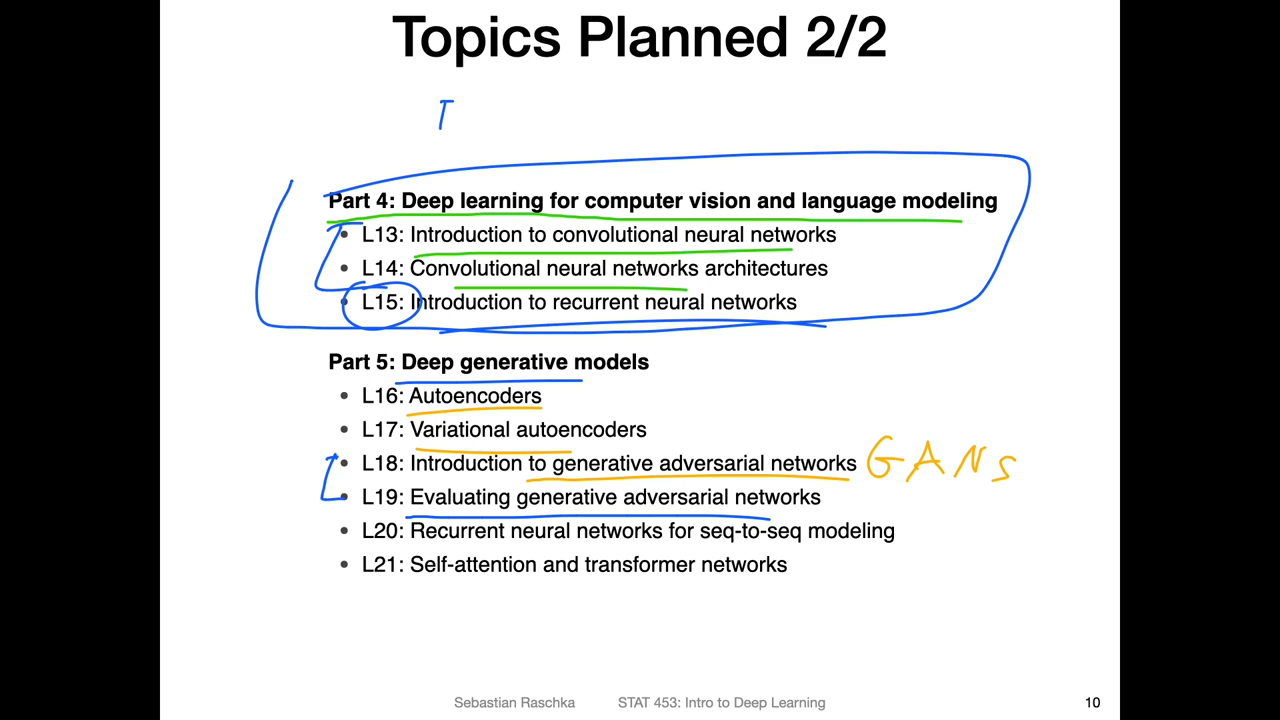 Topics Planned 2/2
I
Part 4: Deep learning for computer vision and language modeling
• L13: Introduction to convolutional neural networks
• L14: Convolutional neural networks architectures
• L15: Introduction to recurrent neural networks
Part 5: Deep generative models
• L16: Autoencoders
• L17: Variational autoencoders
• L18: Introduction to generative adversarial networks GANS
• L19: Evaluating generative adversarial networks
• L20: Recurrent neural networks for seq-to-seq modeling
• L21: Self-attention and transformer networks
Sebastian Raschka STAT 453: Intro to Deep Learning 10